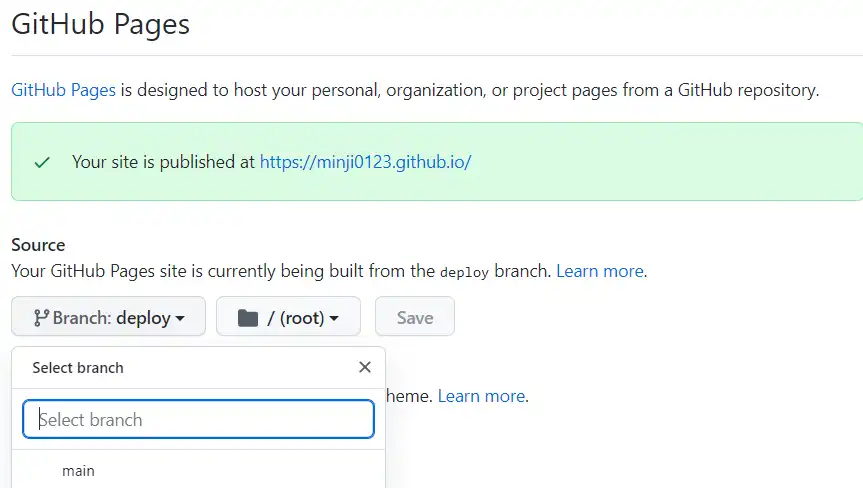 GitHub Pages
GitHub Pages is designed to host your personal, organization, or project pages from a GitHub repository.
Your site is published at https://minji0123.github.io/
Source
Your GitHub Pages site is currently being built from the deploy branch. Learn more.
Branch: deploy
/ (root)
Save
Select branch
heme. Learn more.
Select branch
main